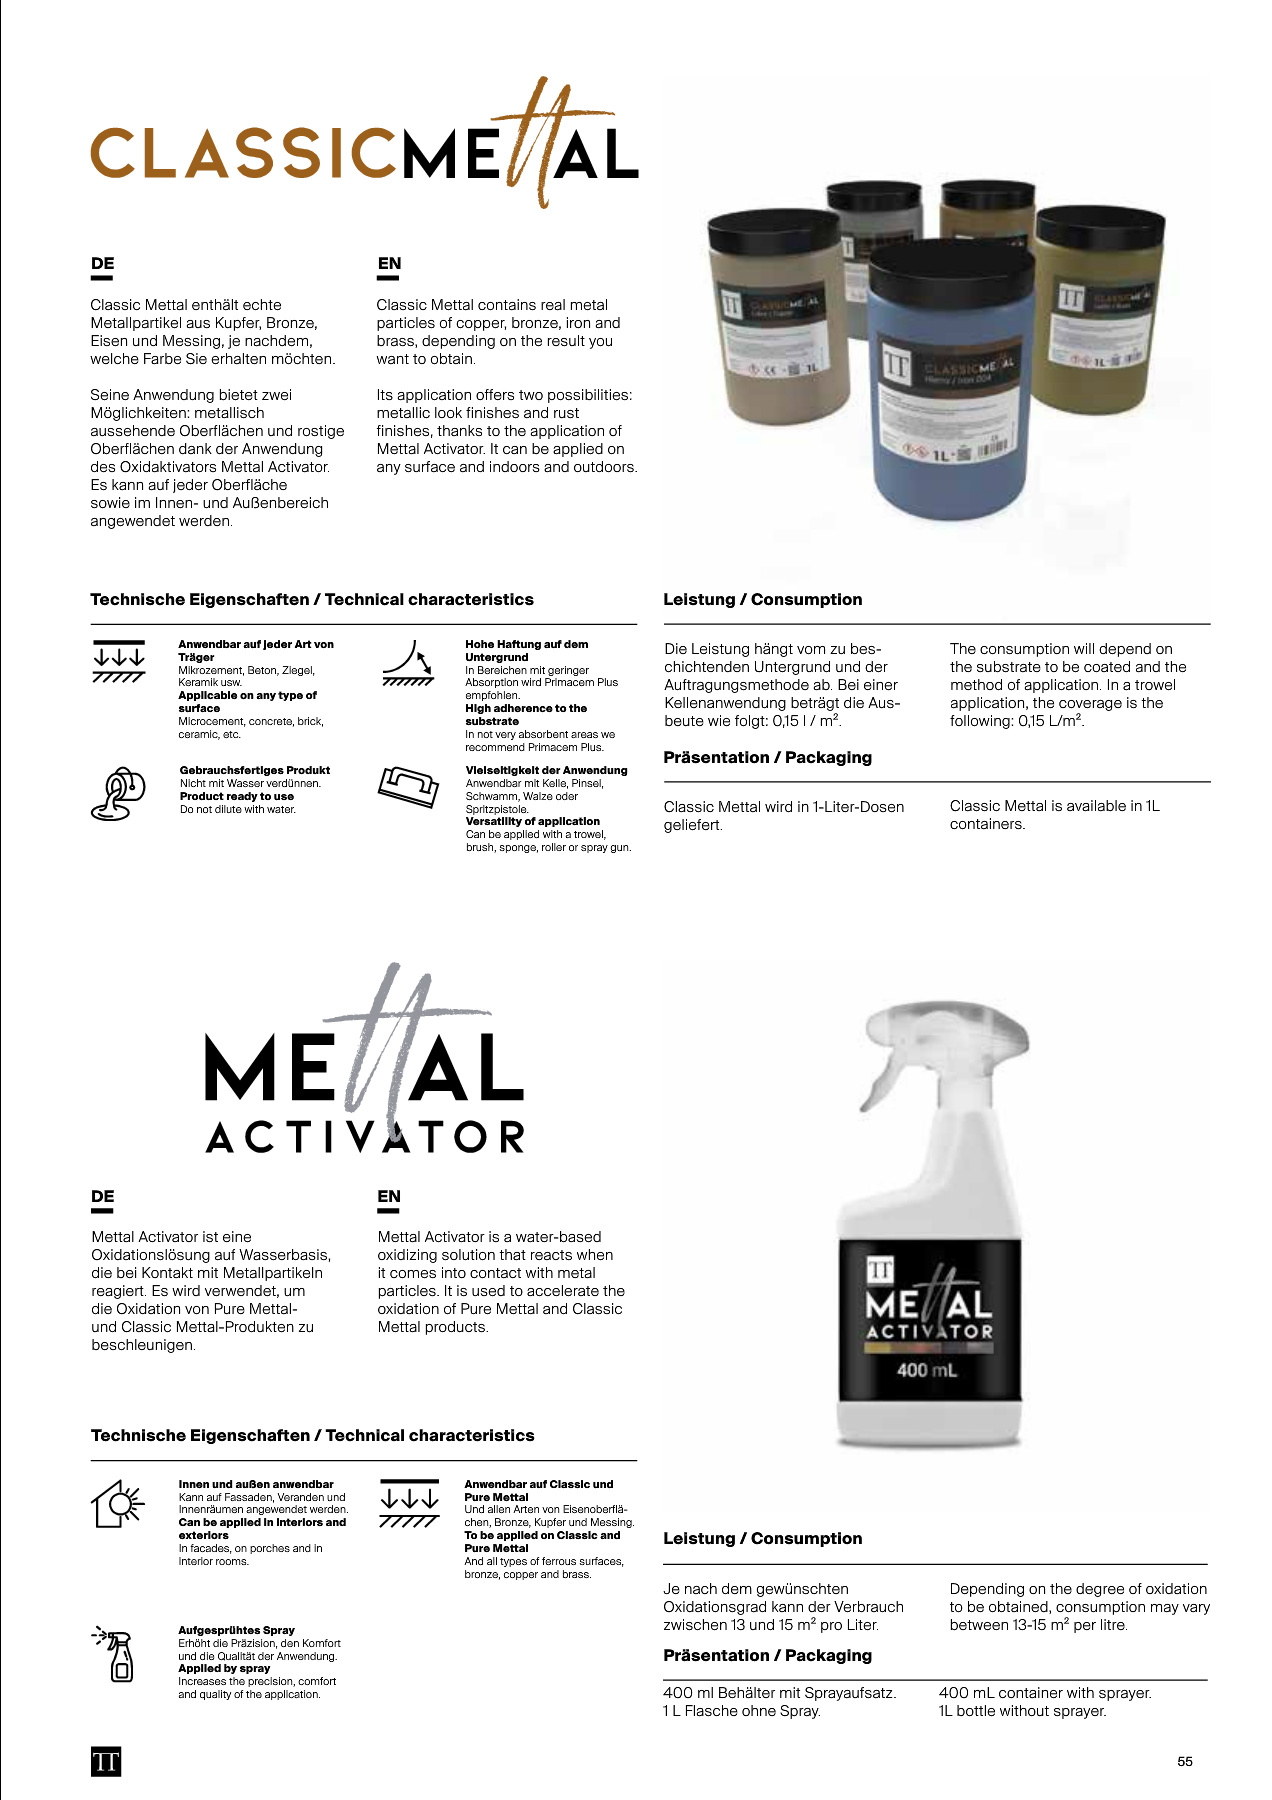 CLASSICMETTAL
DE
Classic Mettal enthält echte
Metallpartikel aus Kupfer, Bronze,
Eisen und Messing, je nachdem,
welche Farbe Sie erhalten möchten.
Seine Anwendung bietet zwei
Möglichkeiten: metallisch
aussehende Oberflächen und rostige
Oberflächen dank der Anwendung
des Oxidaktivators Mettal Activator.
Es kann auf jeder Oberfläche
sowie im Innen- und Außenbereich
angewendet werden.
EN
Classic Mettal contains real metal
particles of copper, bronze, iron and
brass, depending on the result you
want to obtain.
Its application offers two possibilities:
metallic look finishes and rust
finishes, thanks to the application of
Mettal Activator. It can be applied on
any surface and indoors and outdoors.
TT
CLASSICMETTAL
1L
TT
TT
CLASSICMETTAL
Hierro / Iron 004
1L
TT
CLASSICMETTAL
1L
Technische Eigenschaften / Technical characteristics
Anwendbar auf jeder Art von
Träger
Mikrozement, Beton, Ziegel,
Keramik usw.
Applicable on any type of
surface
Microcement, concrete, brick,
ceramic, etc.
Hohe Haftung auf dem
Untergrund
In Bereichen mit geringer
Absorption wird Primacem Plus
empfohlen.
High adherence to the
substrate
In not very absorbent areas we
recommend Primacem Plus.
Gebrauchsfertiges Produkt
Nicht mit Wasser verdünnen.
Product ready to use
Do not dilute with water.
Vielseitigkeit der Anwendung
Anwendbar mit Kelle, Pinsel,
Schwamm, Walze oder
Spritzpistole.
Versatility of application
Can be applied with a trowel,
brush, sponge, roller or spray gun.
Leistung / Consumption
Die Leistung hängt vom zu bes-
chichtenden Untergrund und der
Auftragungsmethode ab. Bei einer
Kellenanwendung beträgt die Aus-
beute wie folgt: 0,15 l / m².
The consumption will depend on
the substrate to be coated and the
method of application. In a trowel
application, the coverage is the
following: 0,15 L/m².
Präsentation / Packaging
Classic Mettal wird in 1-Liter-Dosen
geliefert.
Classic Mettal is available in 1L
containers.
METTAL
ACTIVATOR
DE
Mettal Activator ist eine
Oxidationslösung auf Wasserbasis,
die bei Kontakt mit Metallpartikeln
reagiert. Es wird verwendet, um
die Oxidation von Pure Mettal-
und Classic Mettal-Produkten zu
beschleunigen.
EN
Mettal Activator is a water-based
oxidizing solution that reacts when
it comes into contact with metal
particles. It is used to accelerate the
oxidation of Pure Mettal and Classic
Mettal products.
TT
METTAL
ACTIVATOR
400 mL
Technische Eigenschaften / Technical characteristics
Innen und außen anwendbar
Kann auf Fassaden, Veranden und
Innenräumen angewendet werden.
Can be applied in interiors and
exteriors
In facades, on porches and in
interior rooms.
Anwendbar auf Classic und
Pure Mettal
Und allen Arten von Eisenoberflä-
chen, Bronze, Kupfer und Messing.
To be applied on Classic and
Pure Mettal
And all types of ferrous surfaces,
bronze, copper and brass.
Aufgesprühtes Spray
Erhöht die Präzision, den Komfort
und die Qualität der Anwendung.
Applied by spray
Increases the precision, comfort
and quality of the application.
Leistung / Consumption
Je nach dem gewünschten
Oxidationsgrad kann der Verbrauch
zwischen 13 und 15 m² pro Liter.
Depending on the degree of oxidation
to be obtained, consumption may vary
between 13-15 m² per litre.
Präsentation / Packaging
400 ml Behälter mit Sprayaufsatz.
1 L Flasche ohne Spray.
400 mL container with sprayer.
1L bottle without sprayer.
TT
55